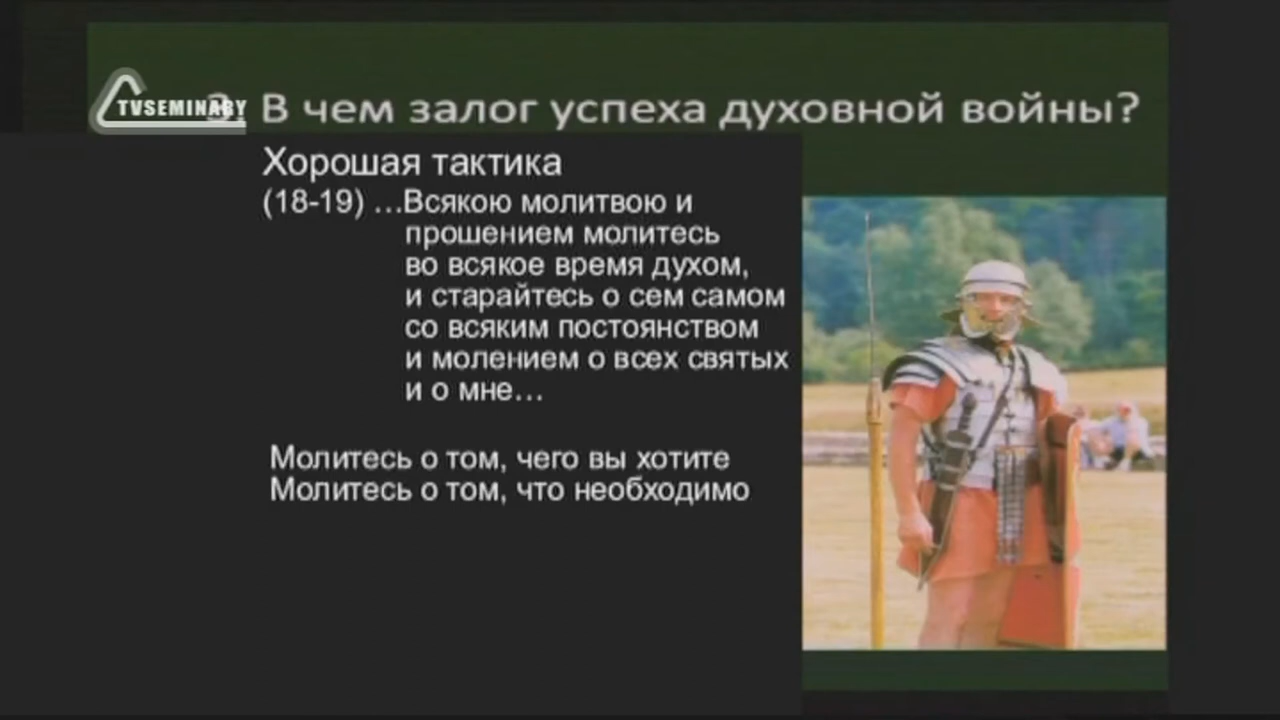 TVSEMINARY
3. В чем залог успеха духовной войны?
Хорошая тактика
(18-19) …Всякою молитвою и
прошением молитесь
во всякое время духом,
и старайтесь о сем самом
со всяким постоянством
и молением о всех святых
и о мне…
Молитесь о том, чего вы хотите
Молитесь о том, что необходимо